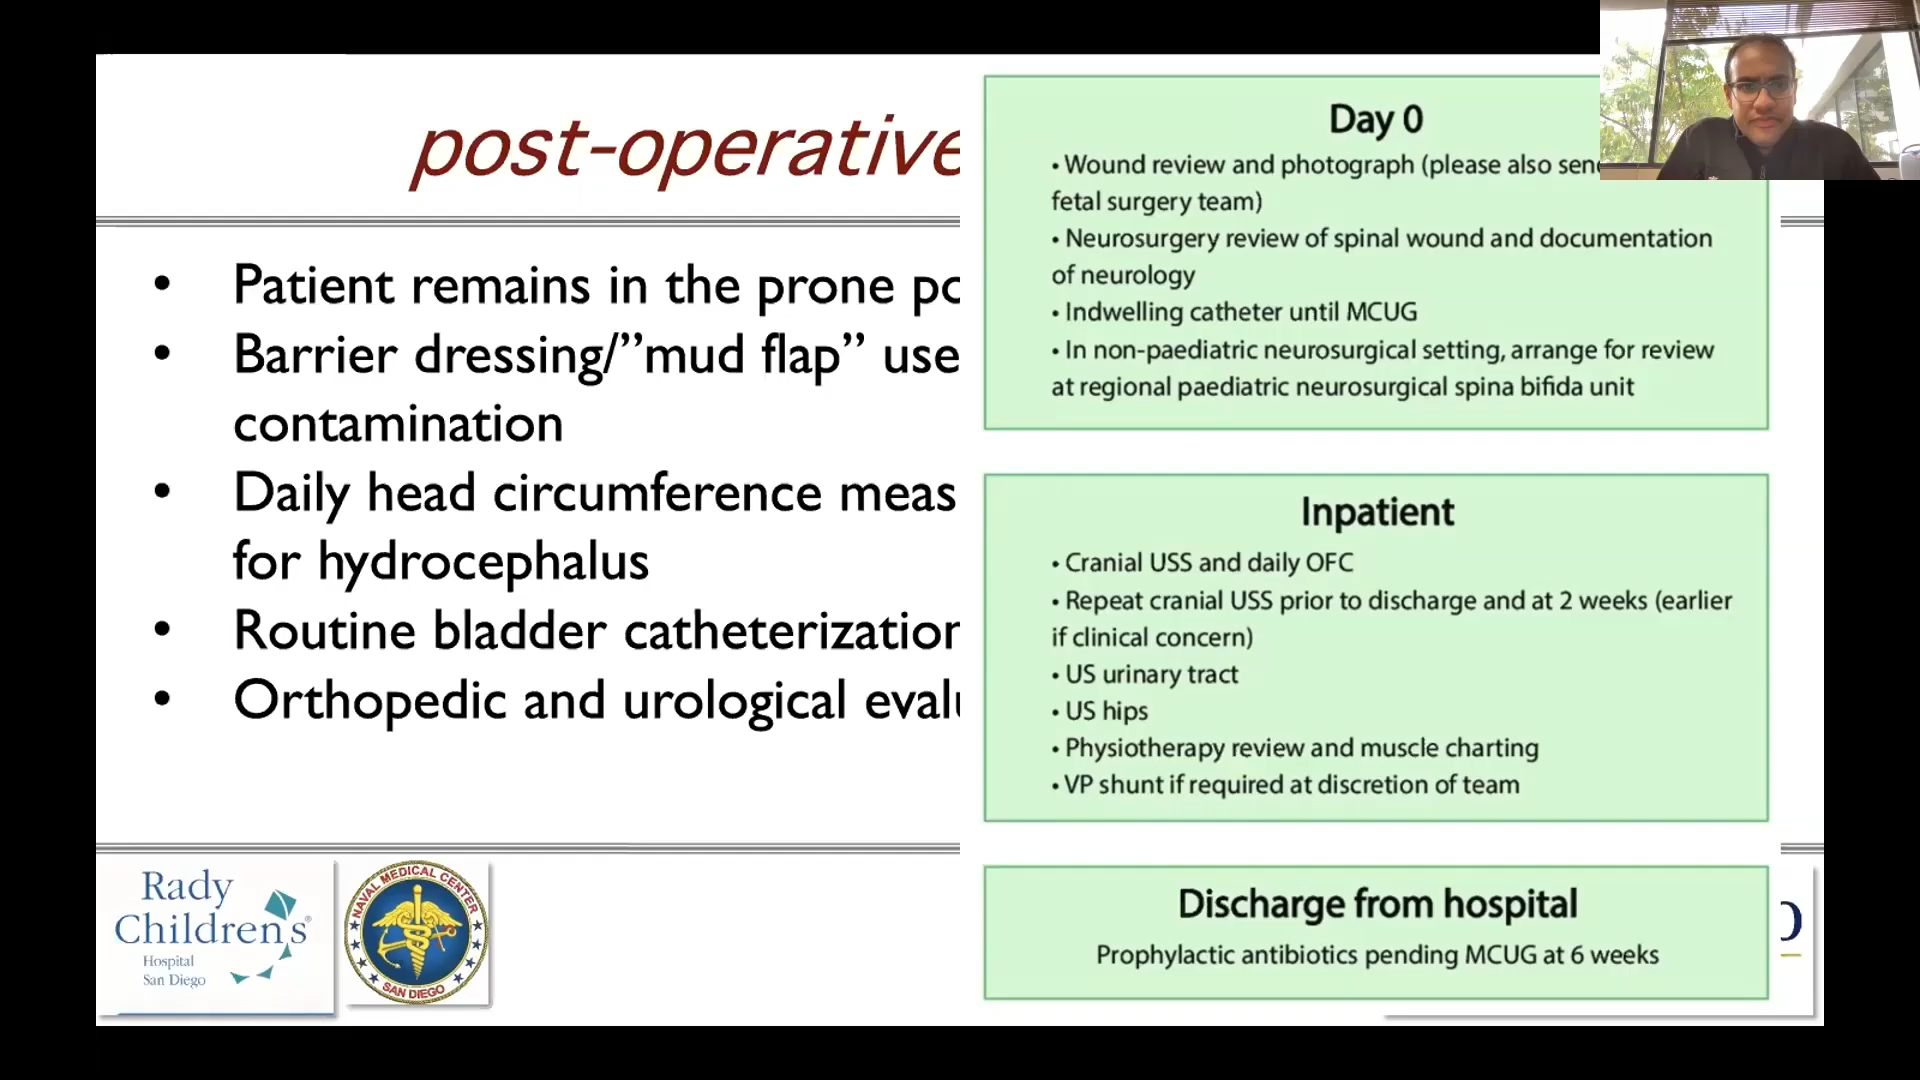 post-operative
• Patient remains in the prone
• Barrier dressing/”mud flap”
contamination
• Daily head circumference
for hydrocephalus
• Routine bladder
• Orthopedic and urological
Day 0
• Wound review and photograph (please also
fetal surgery team)
• Neurosurgery review of spinal wound and documentation
of neurology
• Indwelling catheter until MCUG
• In non-paediatric neurosurgical setting, arrange for review
at regional paediatric neurosurgical spina bifida unit
Inpatient
• Cranial USS and daily OFC
• Repeat cranial USS prior to discharge and at 2 weeks (earlier
if clinical concern)
• US urinary tract
• US hips
• Physiotherapy review and muscle charting
• VP shunt if required at discretion of team
Discharge from hospital
Prophylactic antibiotics pending MCUG at 6 weeks
Rady
Children's®
Hospital
San Diego
NAVAL MEDICAL CENTER
SAN DIEGO